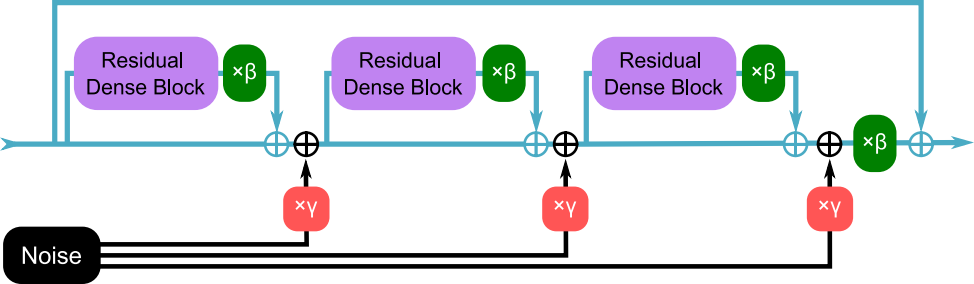 Residual
Dense Block
×β
Residual
Dense Block
×β
Residual
Dense Block
×β
×β
×γ
×γ
×γ
Noise